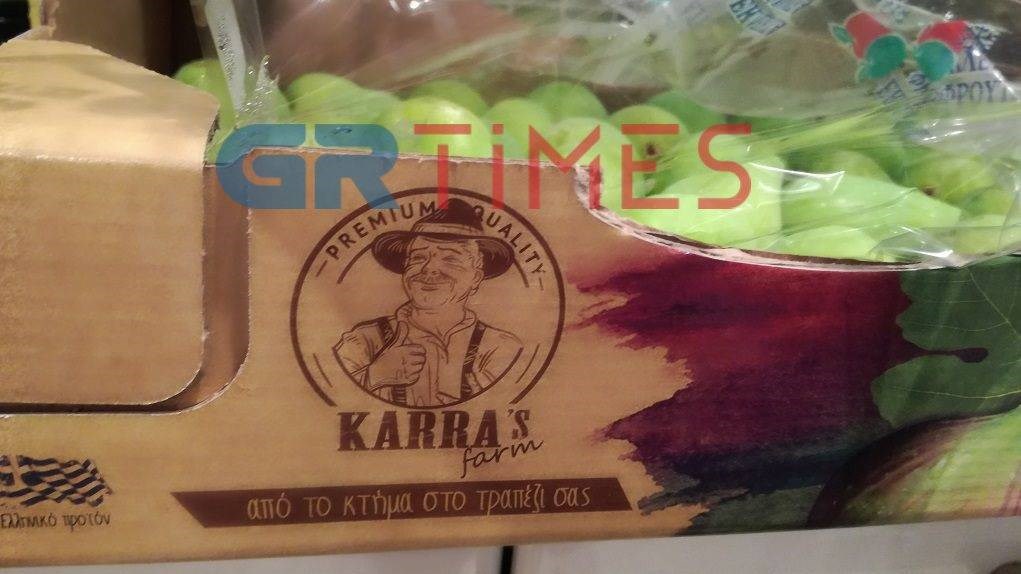 GRTiMES
PREMIUM QUALITY
KARRA's
farm
από το κτήμα στο τραπέζι σας
Ελληνικό προϊόν